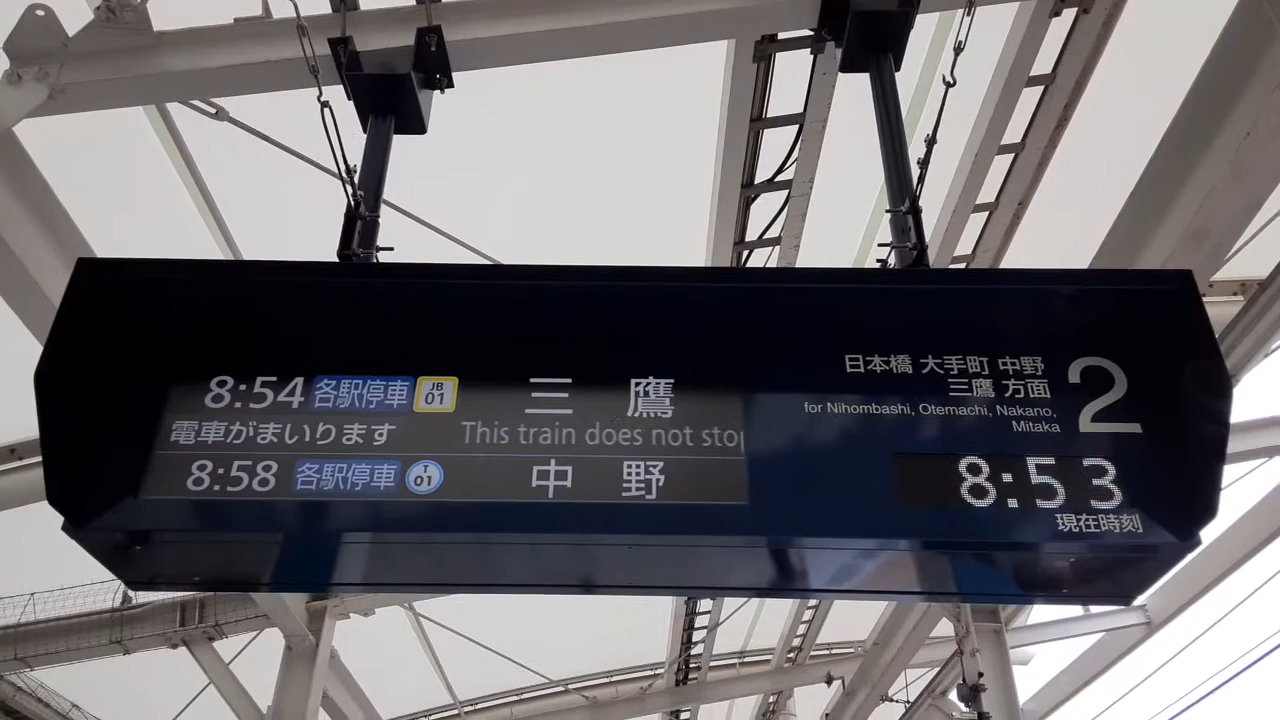 8:54 各駅停車 JB 01 三鷹
電車がまいります This train does not stop
8:58 各駅停車 T 01 中野
日本橋 大手町 中野
三鷹 方面
for Nihombashi, Otemachi, Nakano,
Mitaka
2
8:53
現在時刻